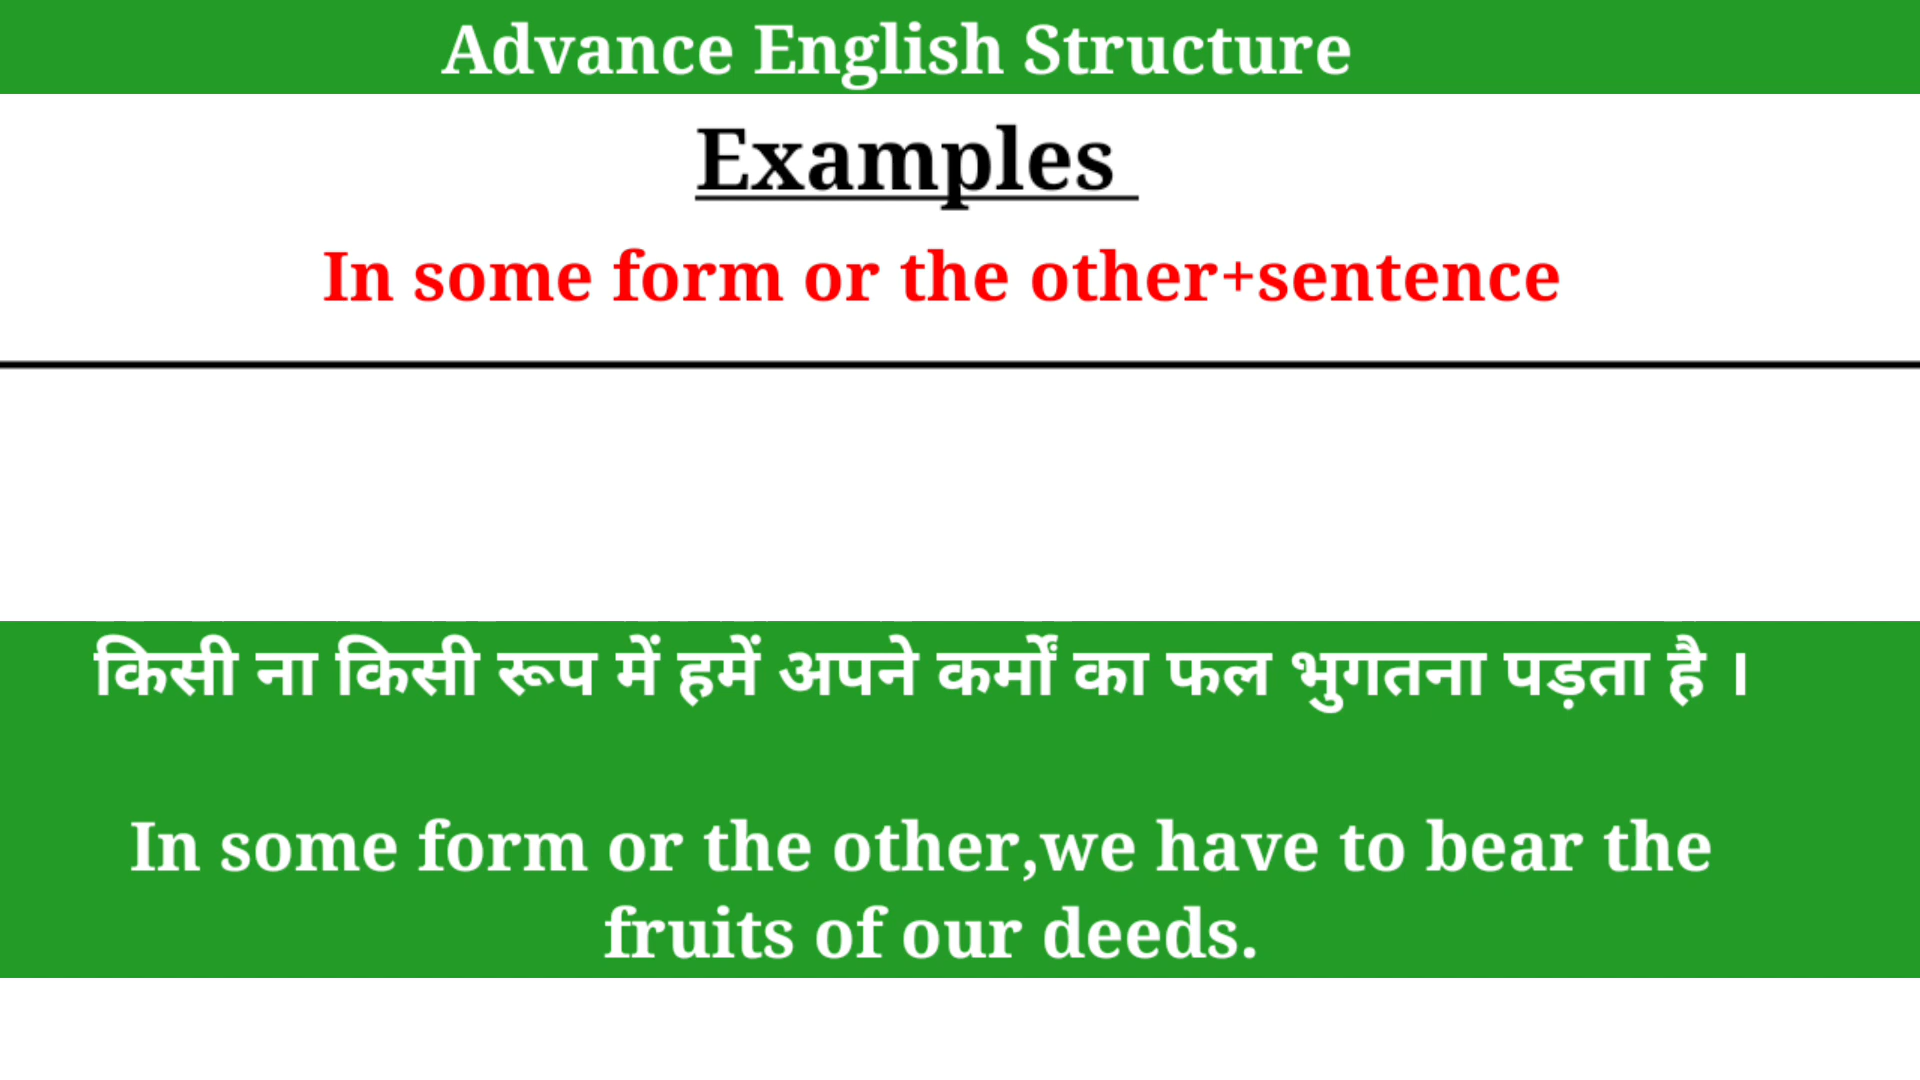 Advance English Structure
Examples
In some form or the other+sentence
किसी ना किसी रूप में हमें अपने कर्मों का फल भुगतना पड़ता है ।
In some form or the other,we have to bear the
fruits of our deeds.